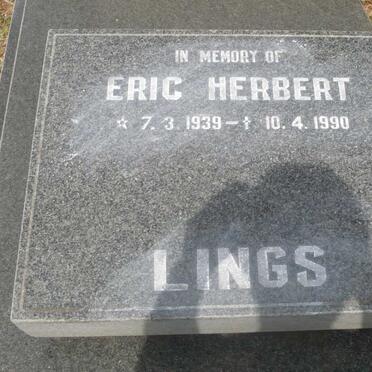 IN MEMORY OF
ERIC HERBERT
☆ 7. 3. 1939 – † 10. 4. 1990
LINGS